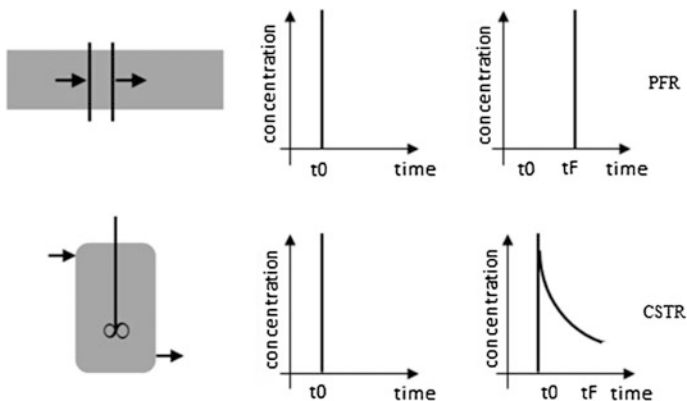 concentration
t0 time
concentration
t0 tF time
PFR
concentration
t0 time
concentration
t0 tF time
CSTR